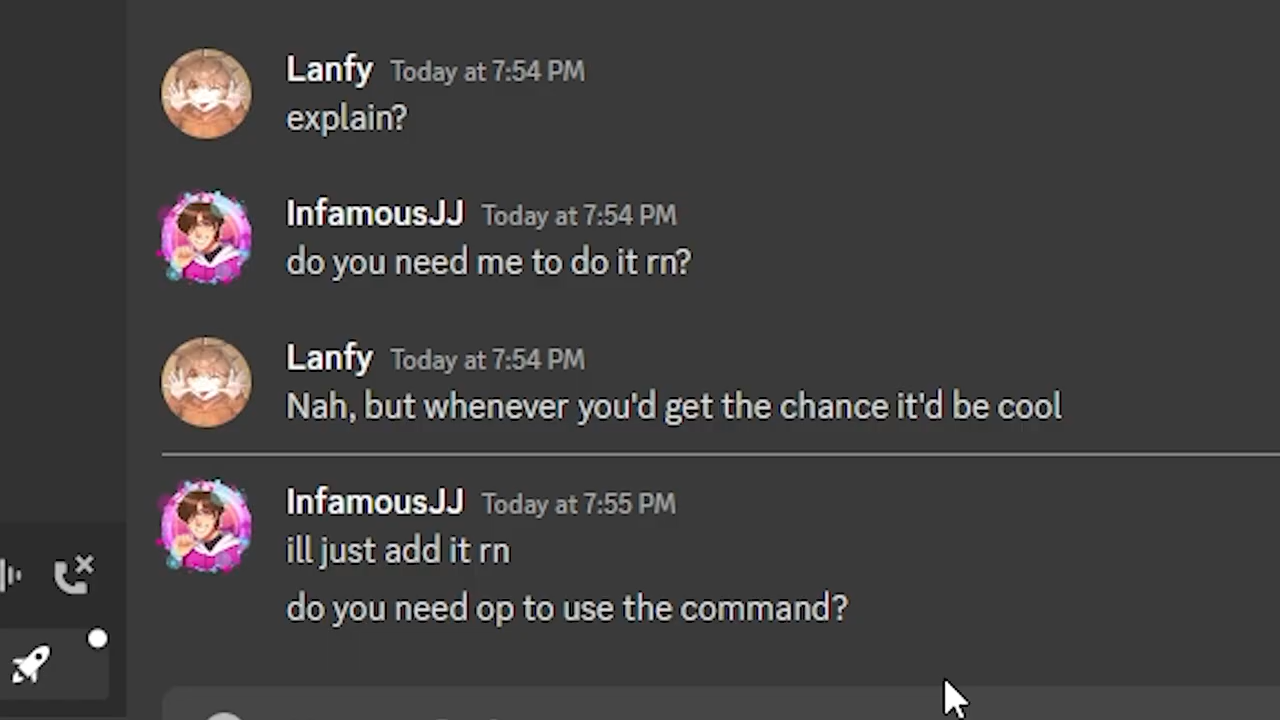 Lanfy Today at 7:54 PM
explain?
InfamousJJ Today at 7:54 PM
do you need me to do it rn?
Lanfy Today at 7:54 PM
Nah, but whenever you'd get the chance it'd be cool
InfamousJJ Today at 7:55 PM
ill just add it rn
do you need op to use the command?